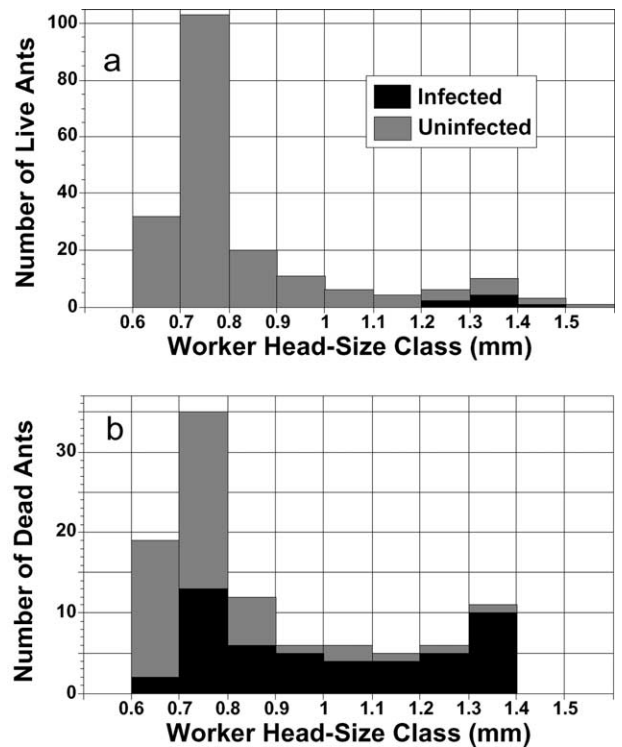 a
Number of Live Ants
100
80
60
40
20
0
Infected
Uninfected
0.6 0.7 0.8 0.9 1 1.1 1.2 1.3 1.4 1.5
Worker Head-Size Class (mm)
b
Number of Dead Ants
30
20
10
0
0.6 0.7 0.8 0.9 1 1.1 1.2 1.3 1.4 1.5
Worker Head-Size Class (mm)